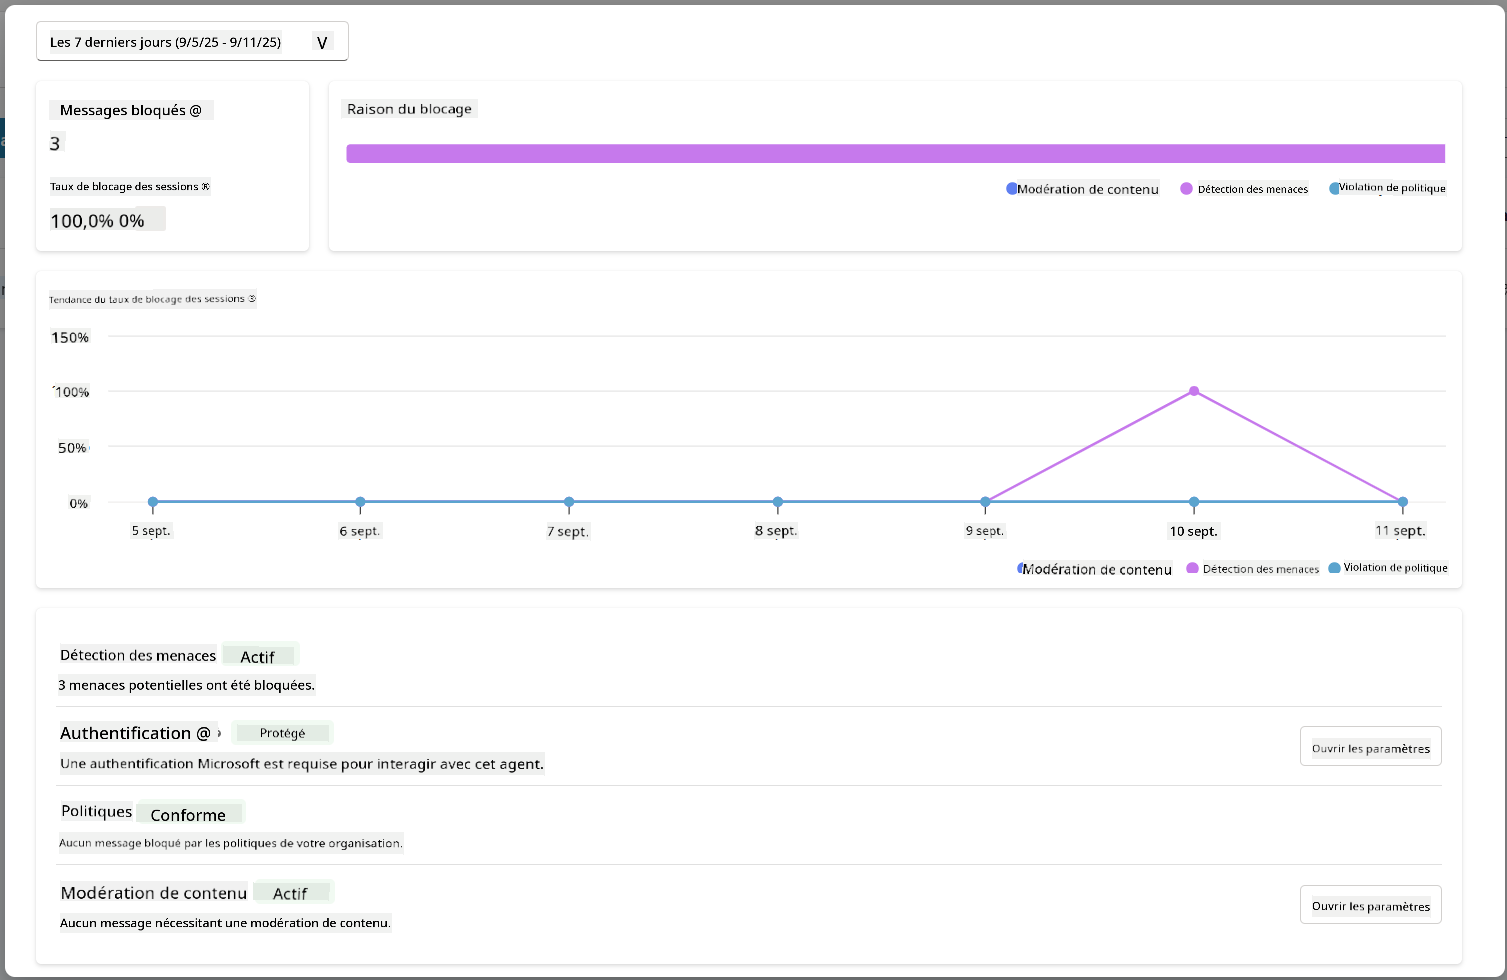 Les 7 derniers jours (9/5/25 - 9/11/25) V
Messages bloqués @
3
Taux de blocage des sessions ®
100,0% 0%
Raison du blocage
Modération de contenu Détection des menaces Violation de politique
Tendance du taux de blocage des sessions
150%
100%
50%
0%
5 sept. 6 sept. 7 sept. 8 sept. 9 sept. 10 sept. 11 sept.
Modération de contenu Détection des menaces Violation de politique
Détection des menaces Actif
3 menaces potentielles ont été bloquées.
Authentification @ Protégé
Une authentification Microsoft est requise pour interagir avec cet agent.
Ouvrir les paramètres
Politiques Conforme
Aucun message bloqué par les politiques de votre organisation.
Modération de contenu Actif
Aucun message nécessitant une modération de contenu.
Ouvrir les paramètres